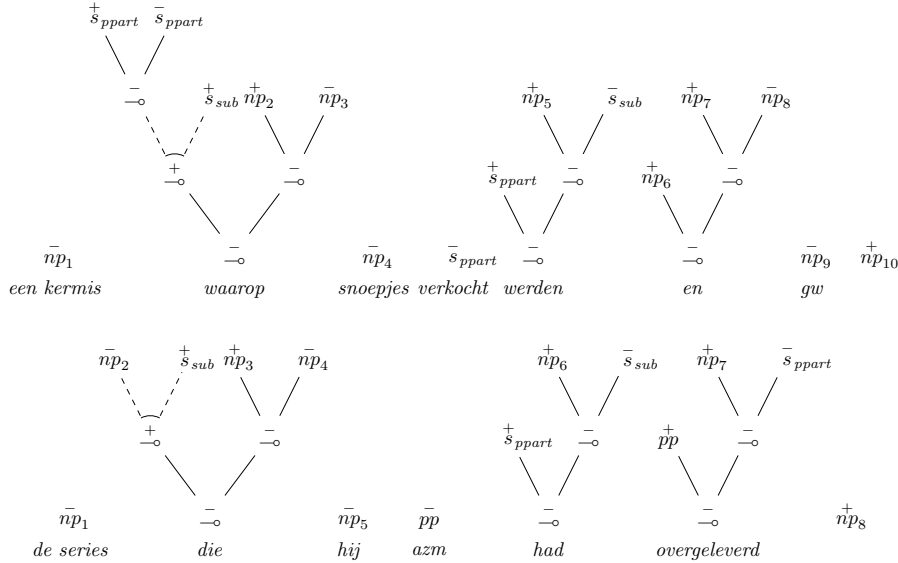 + s_ppart − s_ppart
− ⊸ + s_sub + np_2 − np_3 + np_5 − s_sub + np_7 − np_8
+ ⊸ − ⊸ + s_ppart − ⊸ + np_6 − ⊸
− np_1 − ⊸ − np_4 − s_ppart − ⊸ − ⊸ − np_9 + np_10
een kermis waarop snoepjes verkocht werden en gw
− np_2 + s_sub + np_3 − np_4 + np_6 − s_sub + np_7 − s_ppart
+ ⊸ − ⊸ + s_ppart − ⊸ + pp − ⊸
− np_1 − ⊸ − np_5 − pp − ⊸ − ⊸ + np_8
de series die hij azm had overgeleverd